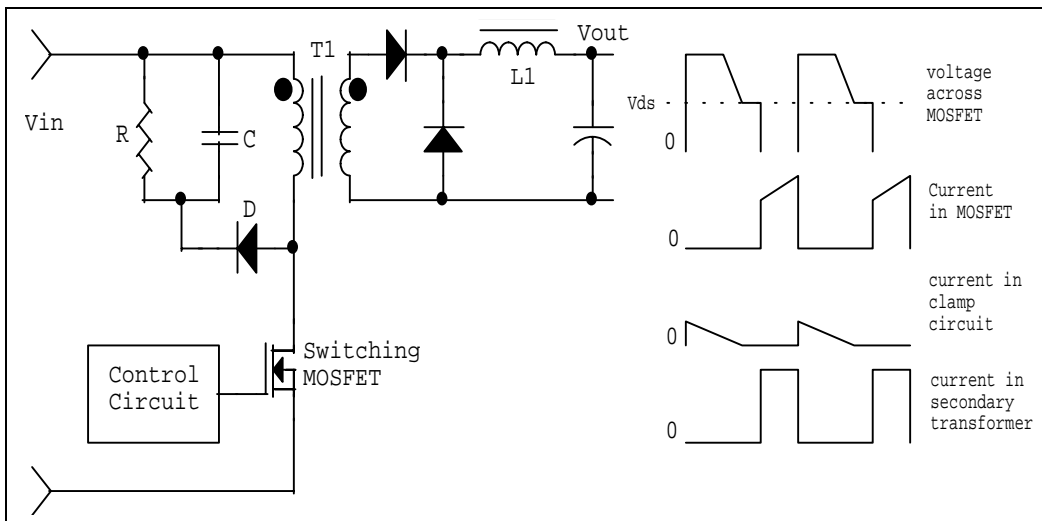 Vin
R
C
D
T1
L1
Vout
Control
Circuit
Switching
MOSFET
Vds
0
voltage
across
MOSFET
0
Current
in MOSFET
0
current in
clamp
circuit
0
current in
secondary
transformer